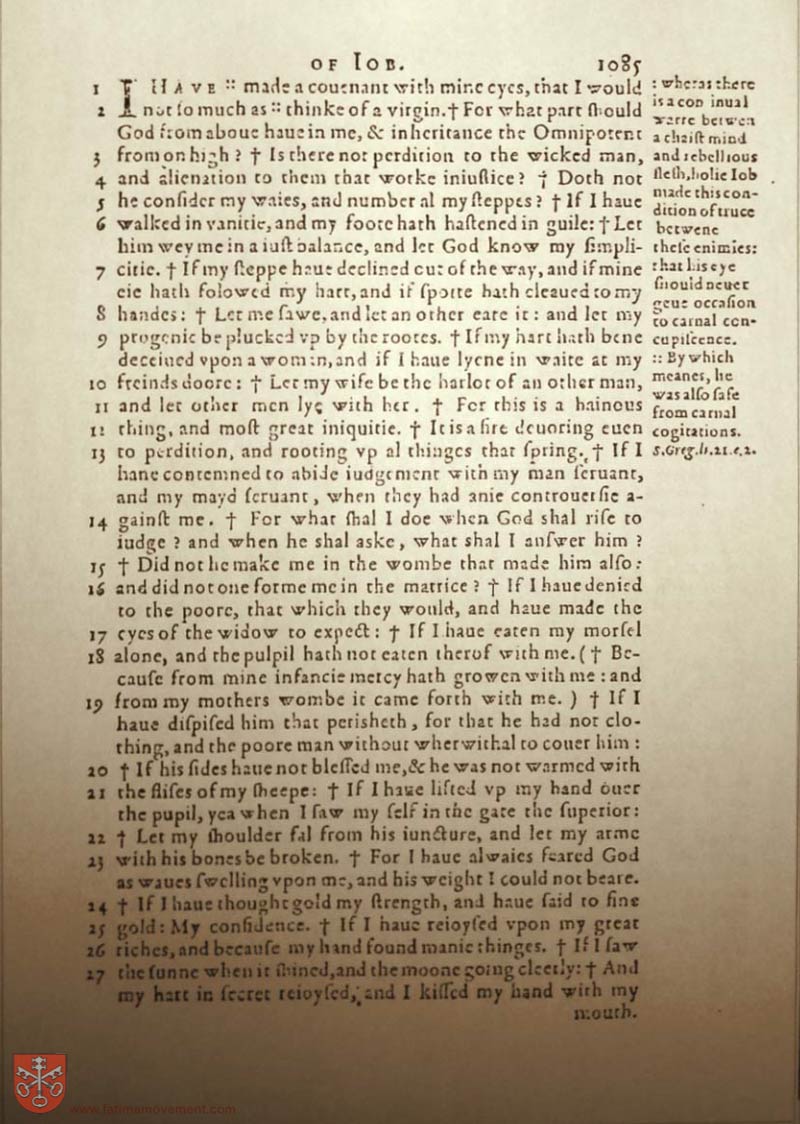 OF IOB. 1085
1 I HAVE :: made a couenant with mine eyes, that I would
2 not ſo much as :: thinke of a virgin. † For what part ſhould
God from aboue haue in me, & inheritance the Omnipotent
3 from on high? † Is there not perdition to the wicked man,
4 and alienation to them that worke iniuſtice? † Doth not
5 he conſider my waies, and number al my ſteppes? † If I haue
6 walked in vanitie, and my foote hath haſtened in guile: † Let
him wey me in a iuſt balance, and let God know my ſimpli-
7 citie. † If my ſteppe haue declined out of the way, and if mine
eie hath folowed my hart, and if ſpotte hath cleaued to my
8 handes: † Let me ſawe, and let an other eate it: and let my
9 progenie be plucked vp by the rootes. † If my hart hath bene
deceiued vpon a woman, and if I haue lyene in waite at my
10 freinds doore: † Let my wife be the harlot of an other man,
11 and let other men lye with her. † For this is a hainous
12 thing, and moſt great iniquitie. † It is a fire deuoring euen
13 to perdition, and rooting vp al thinges that ſpring. † If I
haue contemned to abide iudgement with my man ſeruant,
and my mayd ſeruant, when they had anie controuerſie a-
14 gainſt me. † For what ſhal I doe when God shal riſe to
iudge? and when he shal aske, what shal I anſwer him?
15 † Did not he make me in the wombe that made him alſo:
16 and did not one forme me in the matrice? † If I haue denied
to the poore, that which they would, and haue made the
17 eyes of the widow to expect: † If I haue eaten my morſel
18 alone, and the pulpil hath not eaten therof with me. († Be-
cauſe from mine infancie mercy hath growen with me: and
19 from my mothers wombe it came forth with me.) † If I
haue diſpiſed him that perisheth, for that he had not clo-
thing, and the poore man without wherwithal to couer him:
20 † If his ſides haue not bleſſed me, & he was not warmed with
21 the fliſes of my ſheepe: † If I haue lifted vp my hand ouer
the pupil, yea when I ſaw my ſelf in the gate the ſuperior:
22 † Let my ſhoulder fal from his iuncture, and let my arme
23 with his bones be broken. † For I haue alwaies feared God
as waues ſwelling vpon me, and his weight I could not beare.
24 † If I haue thought gold my ſtrength, and haue ſaid to fine
25 gold: My confidence. † If I haue reioyſed vpon my great
26 riches, and becauſe my hand found manie thinges. † If I ſaw
27 the ſunne when it ſhined, and the moone going cleerly: † And
my hart in ſecret reioyſed, and I kiſſed my hand with my
mouth.
: wheras there
is a con inual
warre betwen
a chaiſt mind
and rebellious
fleſh, holie Iob
made this con-
dition of truce
betwene
theſe enimies:
that his eye
ſhould neuer
geue occaſion
to carnal con-
cupiſcence.
:: By which
meanes, he
was alſo ſafe
from carnal
cogitations.
S. Greg. li. 21. c. 2.
www.fatimamovement.com